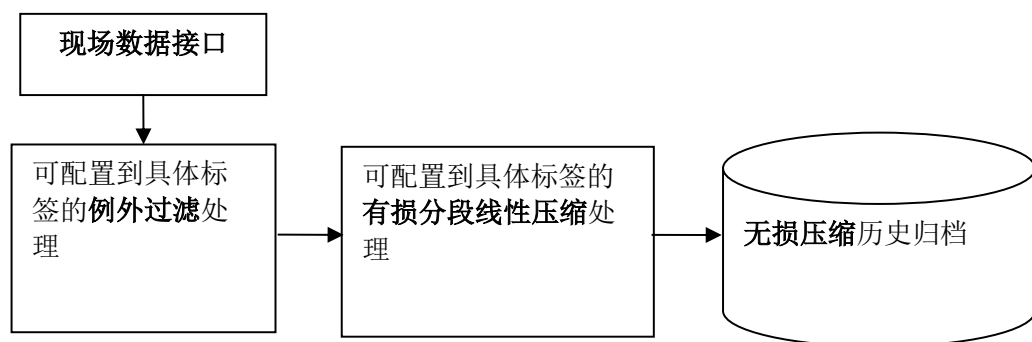 现场数据接口
可配置到具体标
签的例外过滤处
理
可配置到具体标签的
有损分段线性压缩处
理
无损压缩历史归档